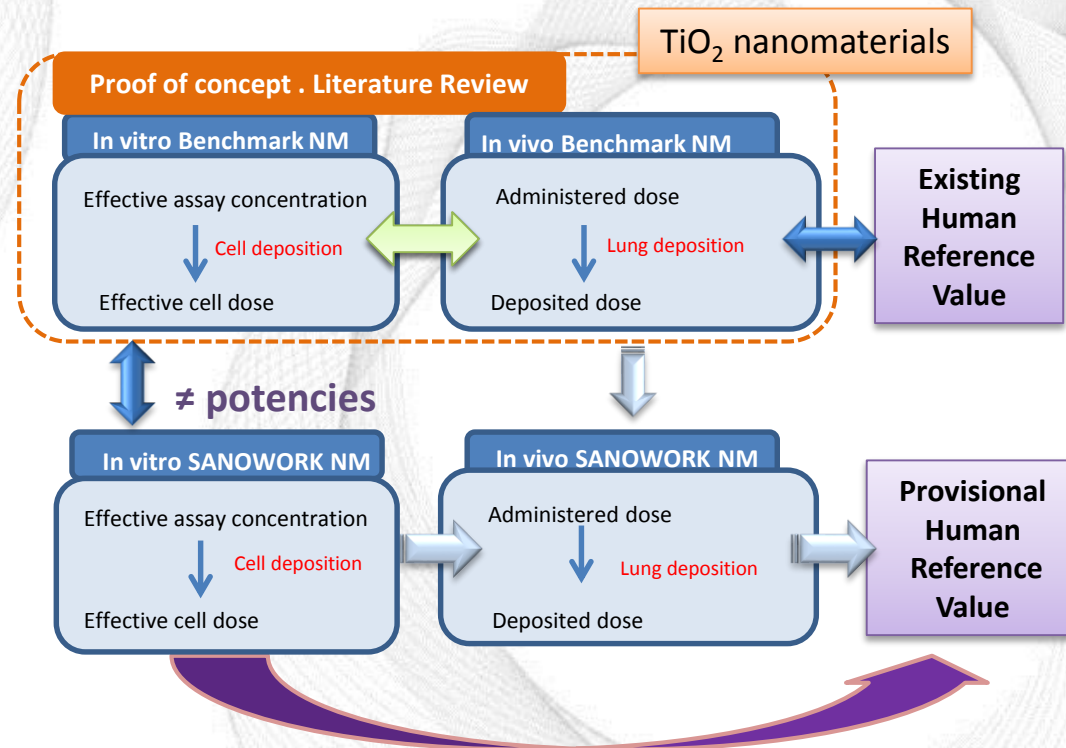 TiO₂ nanomaterials
Proof of concept . Literature Review
In vitro Benchmark NM
Effective assay concentration
Cell deposition
Effective cell dose
In vivo Benchmark NM
Administered dose
Lung deposition
Deposited dose
Existing
Human
Reference
Value
≠ potencies
In vitro SANOWORK NM
Effective assay concentration
Cell deposition
Effective cell dose
In vivo SANOWORK NM
Administered dose
Lung deposition
Deposited dose
Provisional
Human
Reference
Value